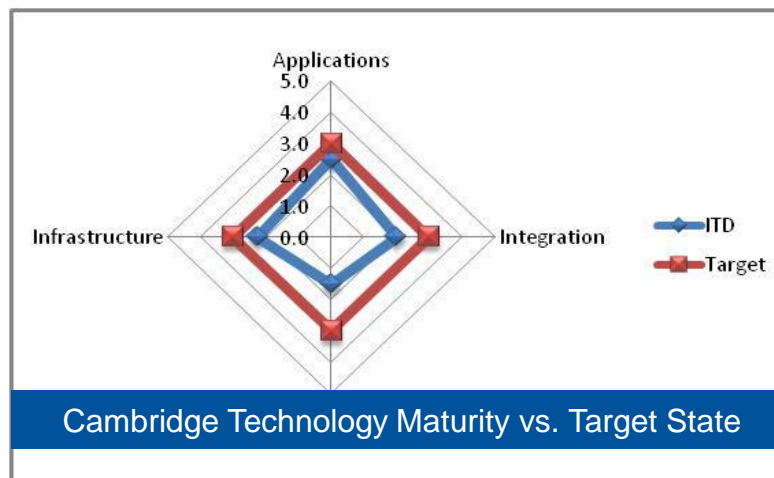 Applications
5.0
4.0
3.0
2.0
1.0
0.0
Infrastructure
Integration
ITD
Target
Cambridge Technology Maturity vs. Target State